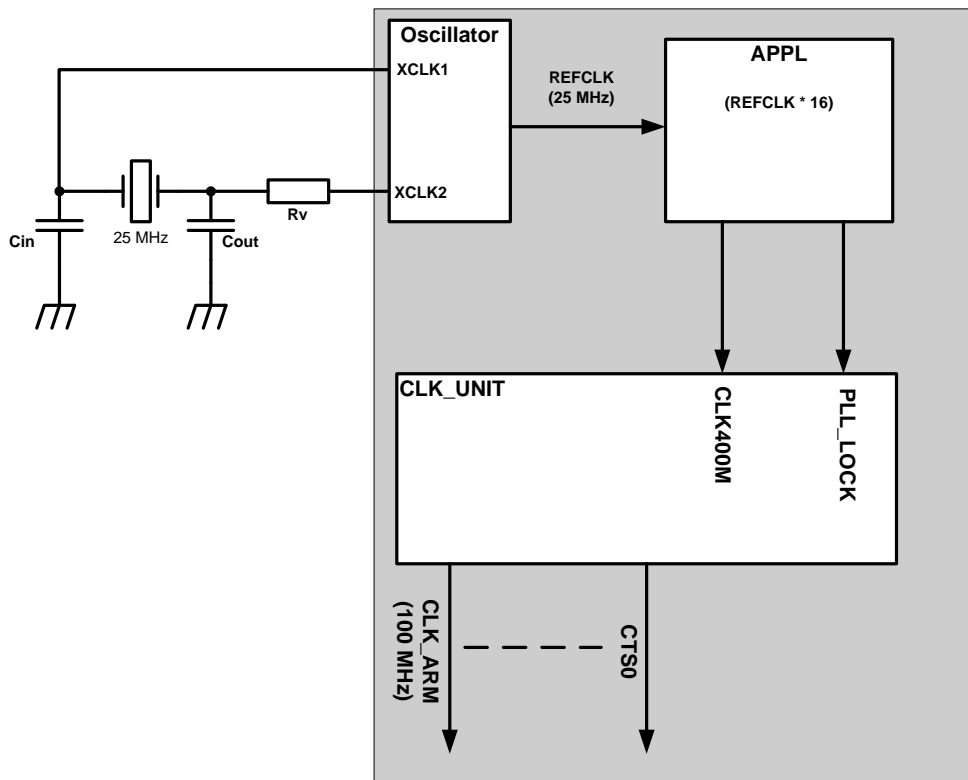 Oscillator
XCLK1
XCLK2
REFCLK
(25 MHz)
APPL
(REFCLK * 16)
Cin
25 MHz
Cout
Rv
CLK_UNIT
CLK400M
PLL_LOCK
CLK_ARM
(100 MHz)
CTS0